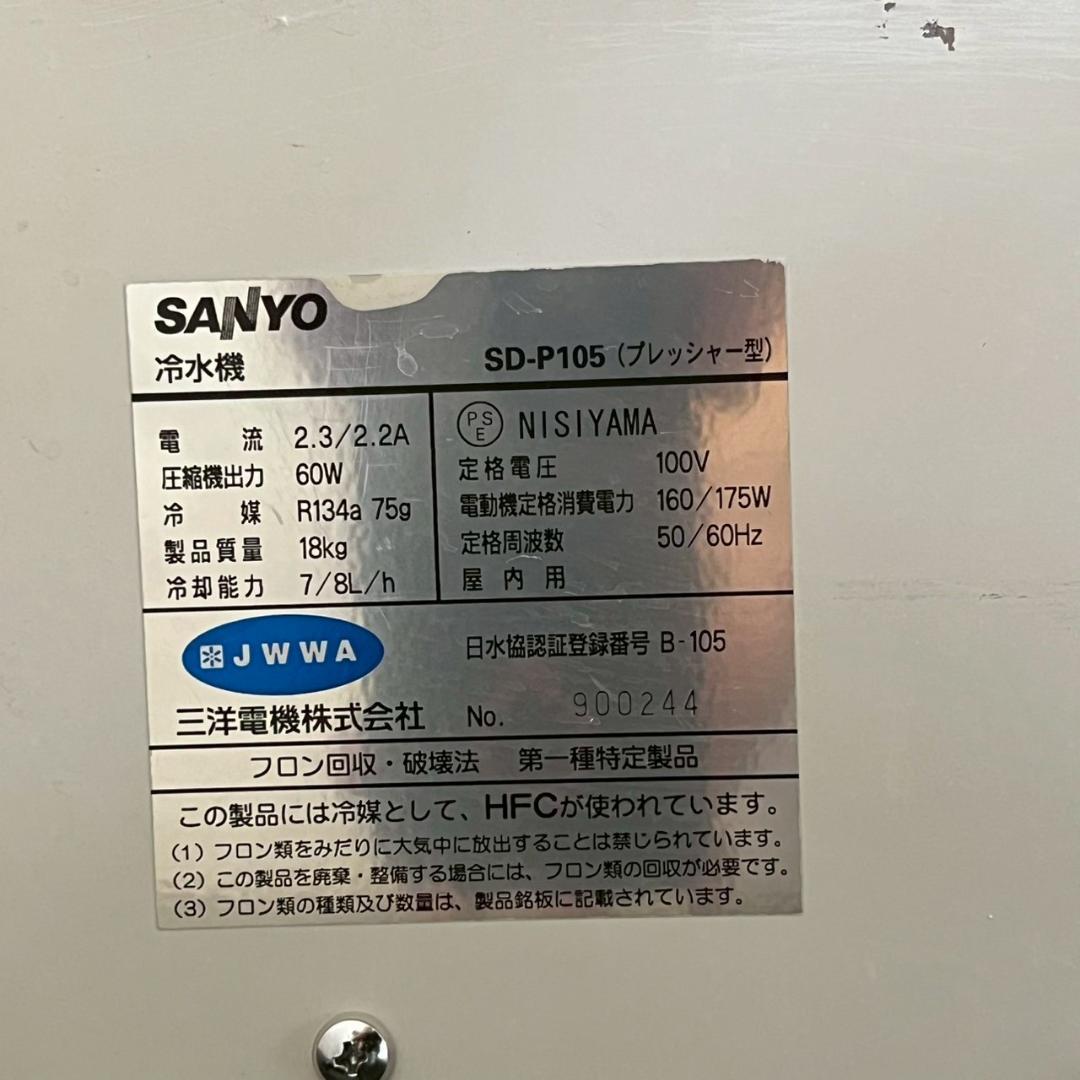 SANYO
冷水機 SD-P105（プレッシャー型）
電流 2.3/2.2A
圧縮機出力 60W
冷媒 R134a 75g
製品質量 18kg
冷却能力 7/8L/h
PSE NISIYAMA
定格電圧 100V
電動機定格消費電力 160/175W
定格周波数 50/60Hz
屋内用
JWWA 日水協認証登録番号 B-105
三洋電機株式会社 No. 900244
フロン回収・破壊法 第一種特定製品
この製品には冷媒として、HFCが使われています。
(1) フロン類をみだりに大気中に放出することは禁じられています。
(2) この製品を廃棄・整備する場合には、フロン類の回収が必要です。
(3) フロン類の種類及び数量は、製品銘板に記載されています。